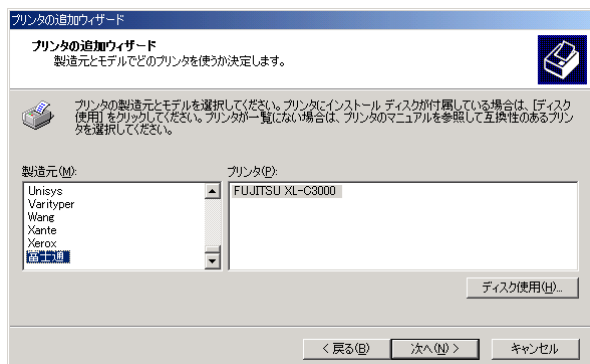 プリンタの追加ウィザード
プリンタの追加ウィザード
製造元とモデルでどのプリンタを使うか決定します。
プリンタの製造元とモデルを選択してください。プリンタにインストール ディスクが付属している場合は、[ディスク
使用] をクリックしてください。プリンタが一覧にない場合は、プリンタのマニュアルを参照して互換性のあるプリン
タを選択してください。
製造元(M):
プリンタ(P):
Unisys
Varityper
Wang
Xante
Xerox
富士通
FUJITSU XL-C3000
ディスク使用(H)...
< 戻る(B)
次へ(N) >
キャンセル